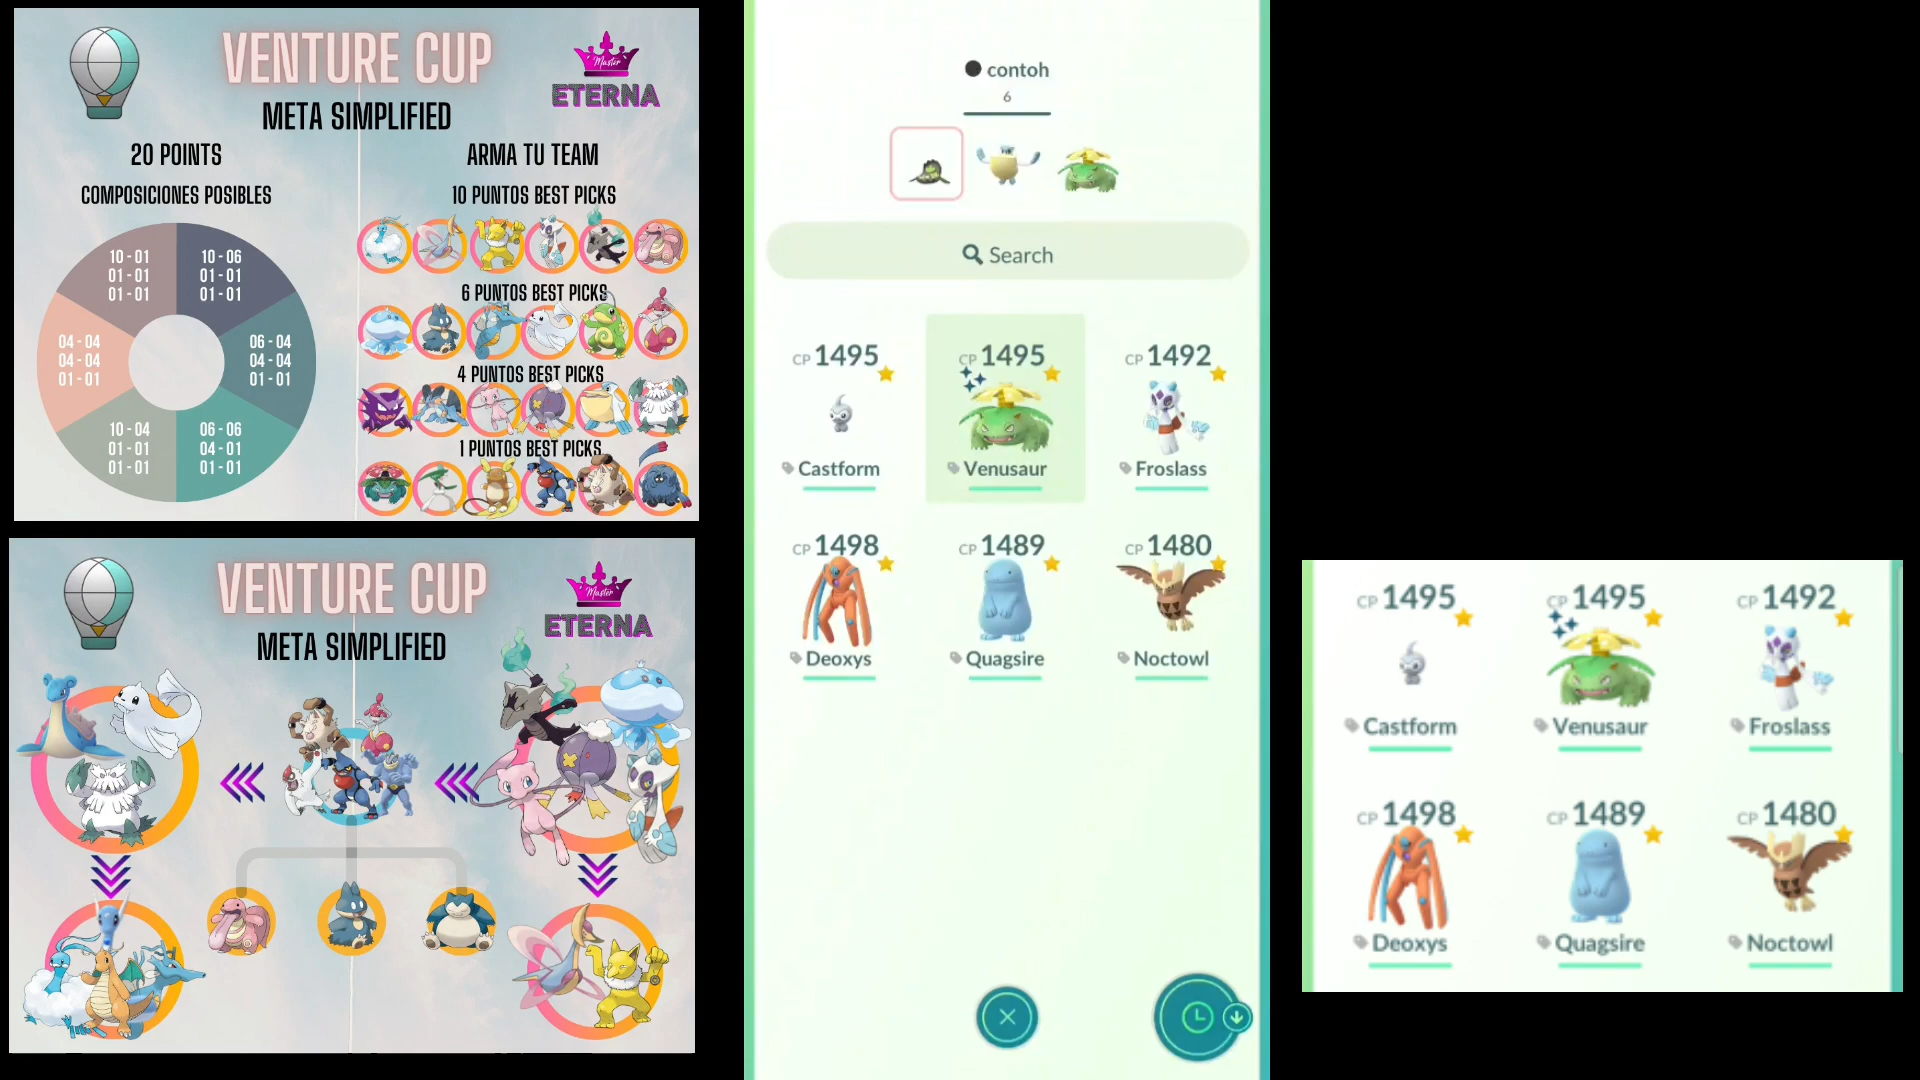 VENTURE CUP
Master
ETERNA
META SIMPLIFIED
20 POINTS
COMPOSICIONES POSIBLES
10 - 01
01 - 01
01 - 01
10 - 06
01 - 01
01 - 01
04 - 04
04 - 04
01 - 01
06 - 04
04 - 04
01 - 01
10 - 04
01 - 01
01 - 01
06 - 06
04 - 01
01 - 01
ARMA TU TEAM
10 PUNTOS BEST PICKS
6 PUNTOS BEST PICKS
4 PUNTOS BEST PICKS
1 PUNTOS BEST PICKS
VENTURE CUP
Master
ETERNA
META SIMPLIFIED
contoh
6
Search
CP 1495
CP 1495
CP 1492
Castform
Venusaur
Froslass
CP 1498
CP 1489
CP 1480
Deoxys
Quagsire
Noctowl
CP 1495
CP 1495
CP 1492
Castform
Venusaur
Froslass
CP 1498
CP 1489
CP 1480
Deoxys
Quagsire
Noctowl